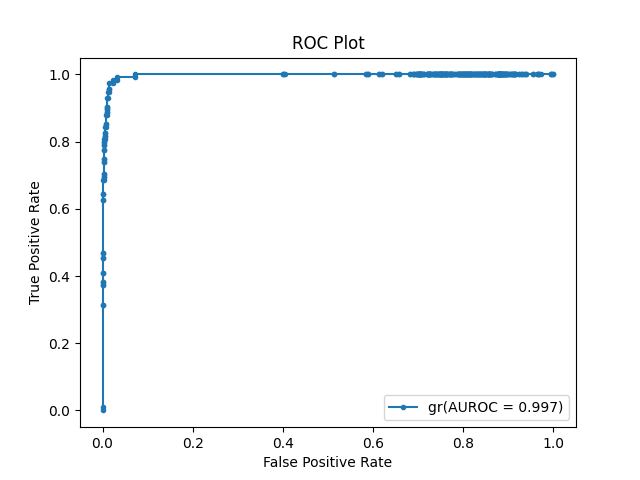 ROC Plot
True Positive Rate
1.0
0.8
0.6
0.4
0.2
0.0
gr(AUROC = 0.997)
0.0 0.2 0.4 0.6 0.8 1.0
False Positive Rate